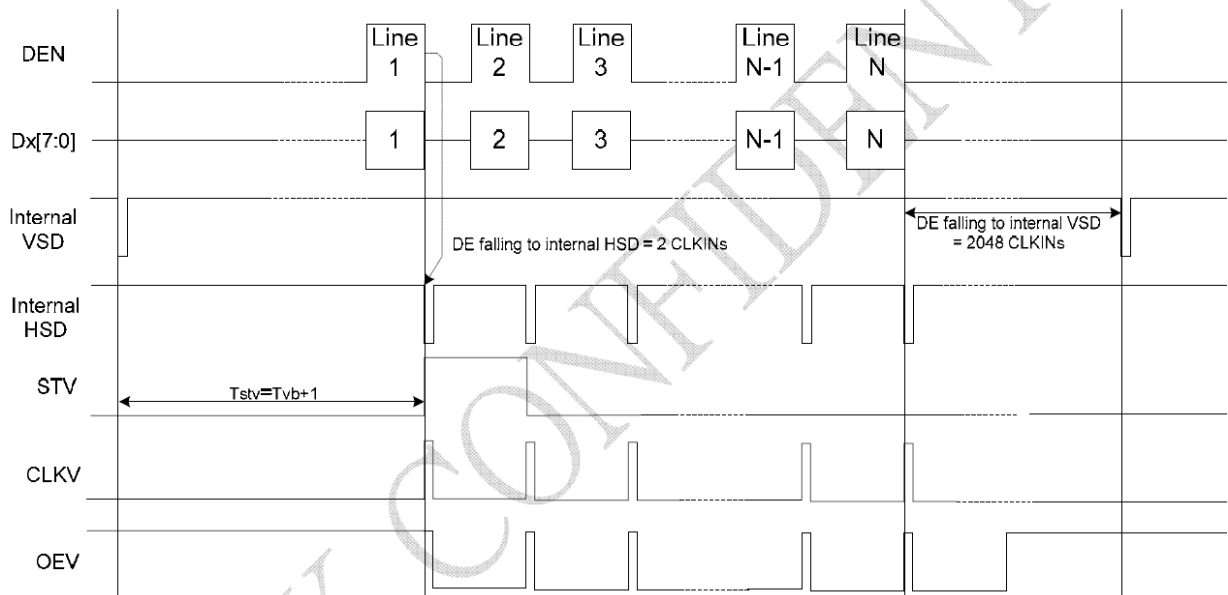 DEN
Line
1
Line
2
Line
3
Line
N-1
Line
N
Dx[7:0]
1
2
3
N-1
N
Internal
VSD
DE falling to internal HSD = 2 CLKINs
DE falling to internal VSD
= 2048 CLKINs
Internal
HSD
STV
Tstv=Tvb+1
CLKV
OEV
CONFIDENT